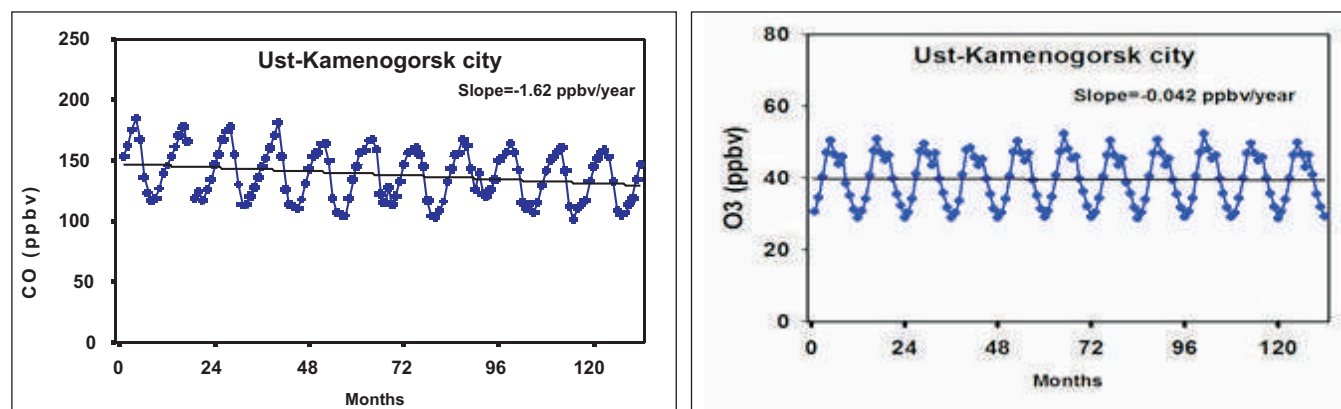 250
200
150
100
50
0
CO (ppbv)
Ust-Kamenogorsk city
Slope=-1.62 ppbv/year
0 24 48 72 96 120
Months
80
60
40
20
0
O3 (ppbv)
Ust-Kamenogorsk city
Slope=-0.042 ppbv/year
0 24 48 72 96 120
Months